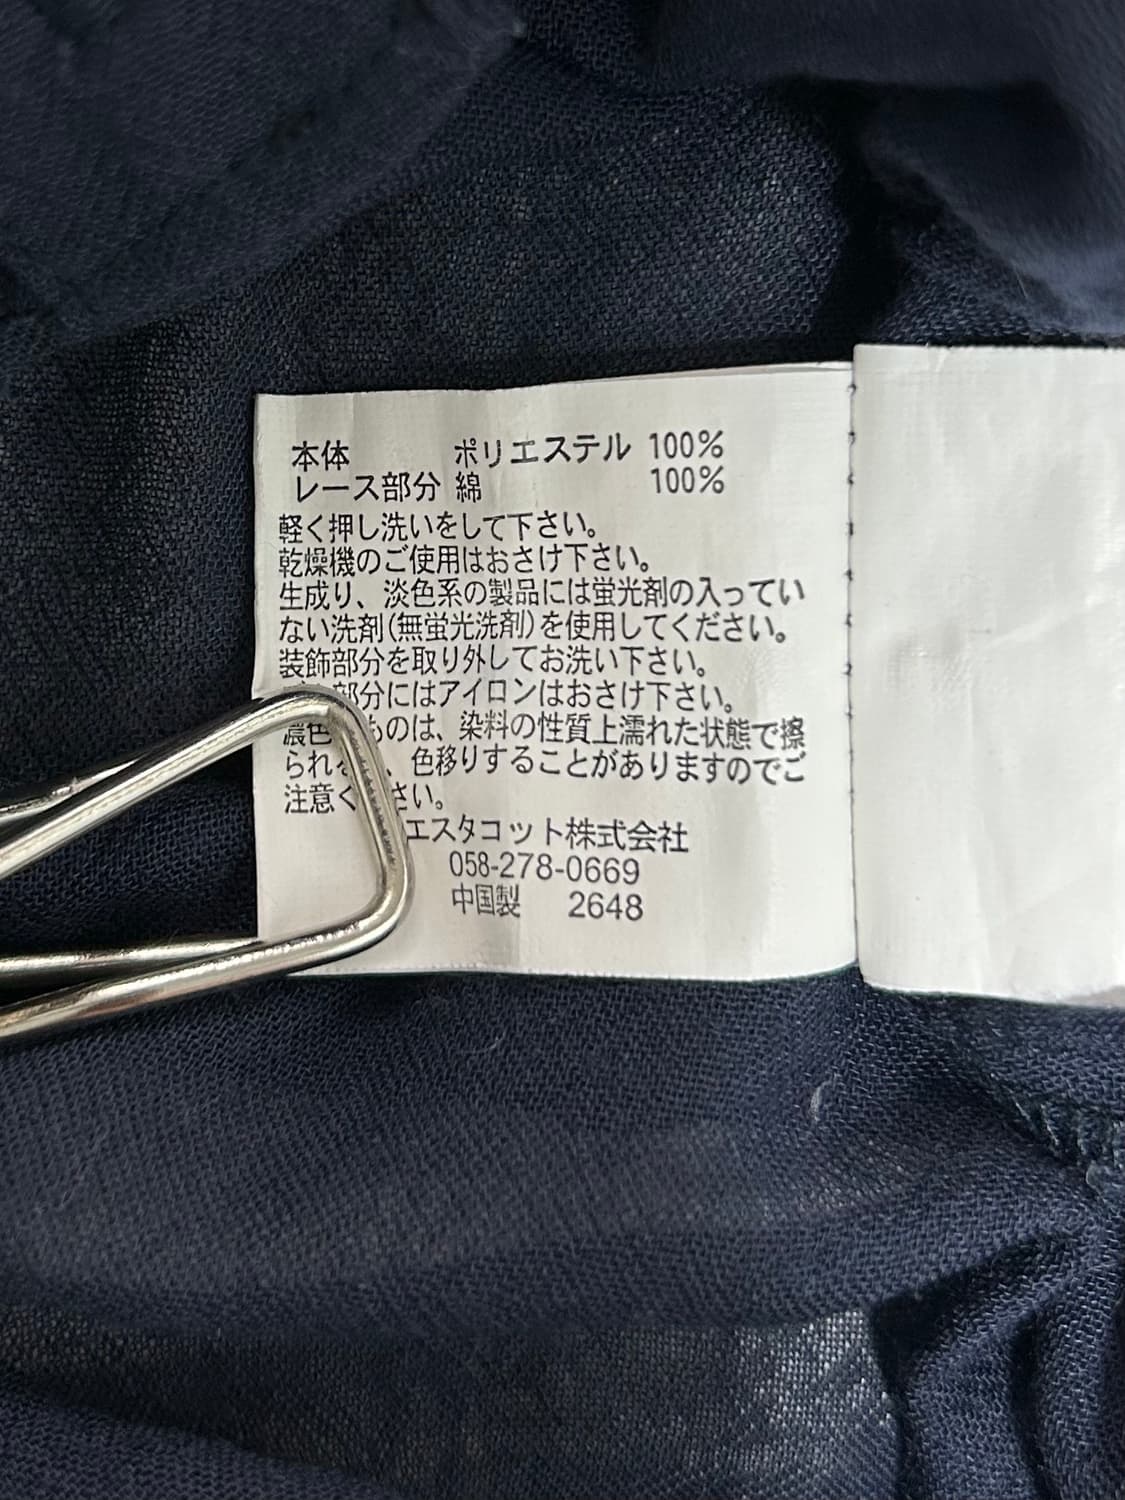 本体 ポリエステル 100%
レース部分 綿 100%
軽く押し洗いをして下さい。
乾燥機のご使用はおさけ下さい。
生成り、淡色系の製品には蛍光剤の入ってい
ない洗剤(無蛍光洗剤)を使用してください。
装飾部分を取り外してお洗い下さい。
部分にはアイロンはおさけ下さい。
濃色 ものは、染料の性質上濡れた状態で擦
られ 、色移りすることがありますのでご
注意く さい。
エスタコット株式会社
058-278-0669
中国製 2648